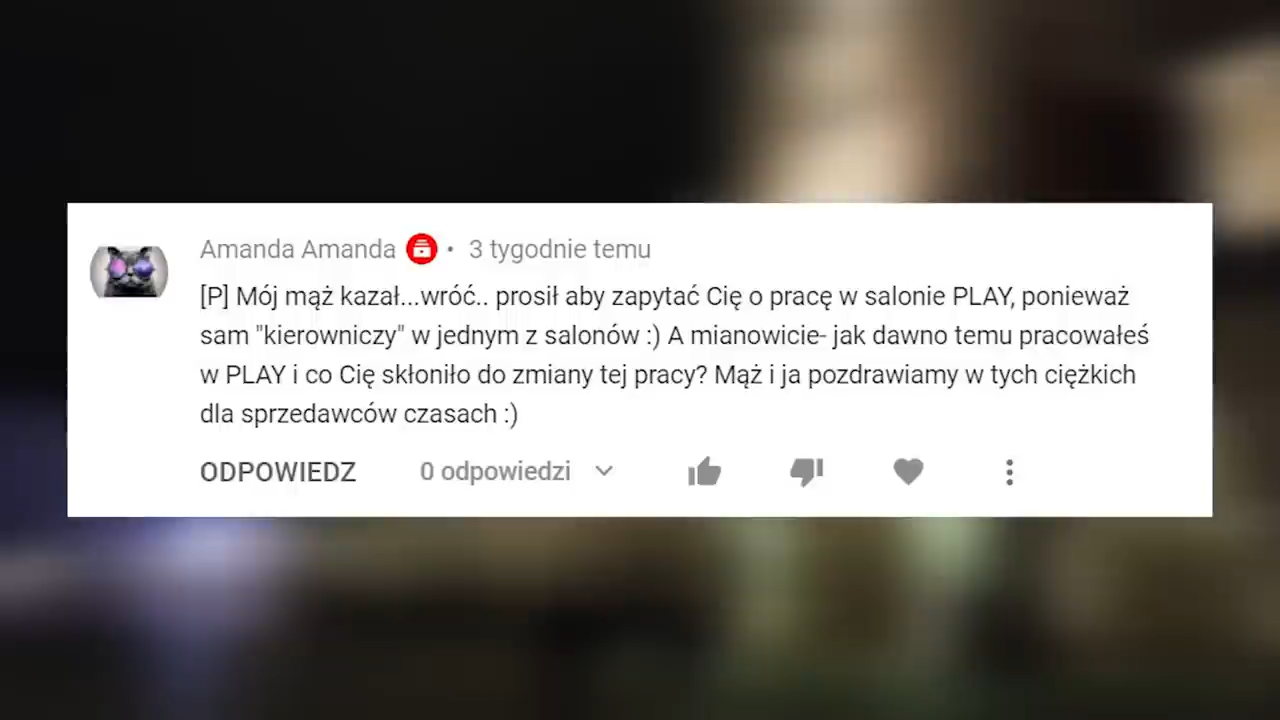 Amanda Amanda • 3 tygodnie temu
[P] Mój mąż kazał...wróć.. prosił aby zapytać Cię o pracę w salonie PLAY, ponieważ
sam "kierowniczy" w jednym z salonów :) A mianowicie- jak dawno temu pracowałeś
w PLAY i co Cię skłoniło do zmiany tej pracy? Mąż i ja pozdrawiamy w tych ciężkich
dla sprzedawców czasach :)
ODPOWIEDZ 0 odpowiedzi